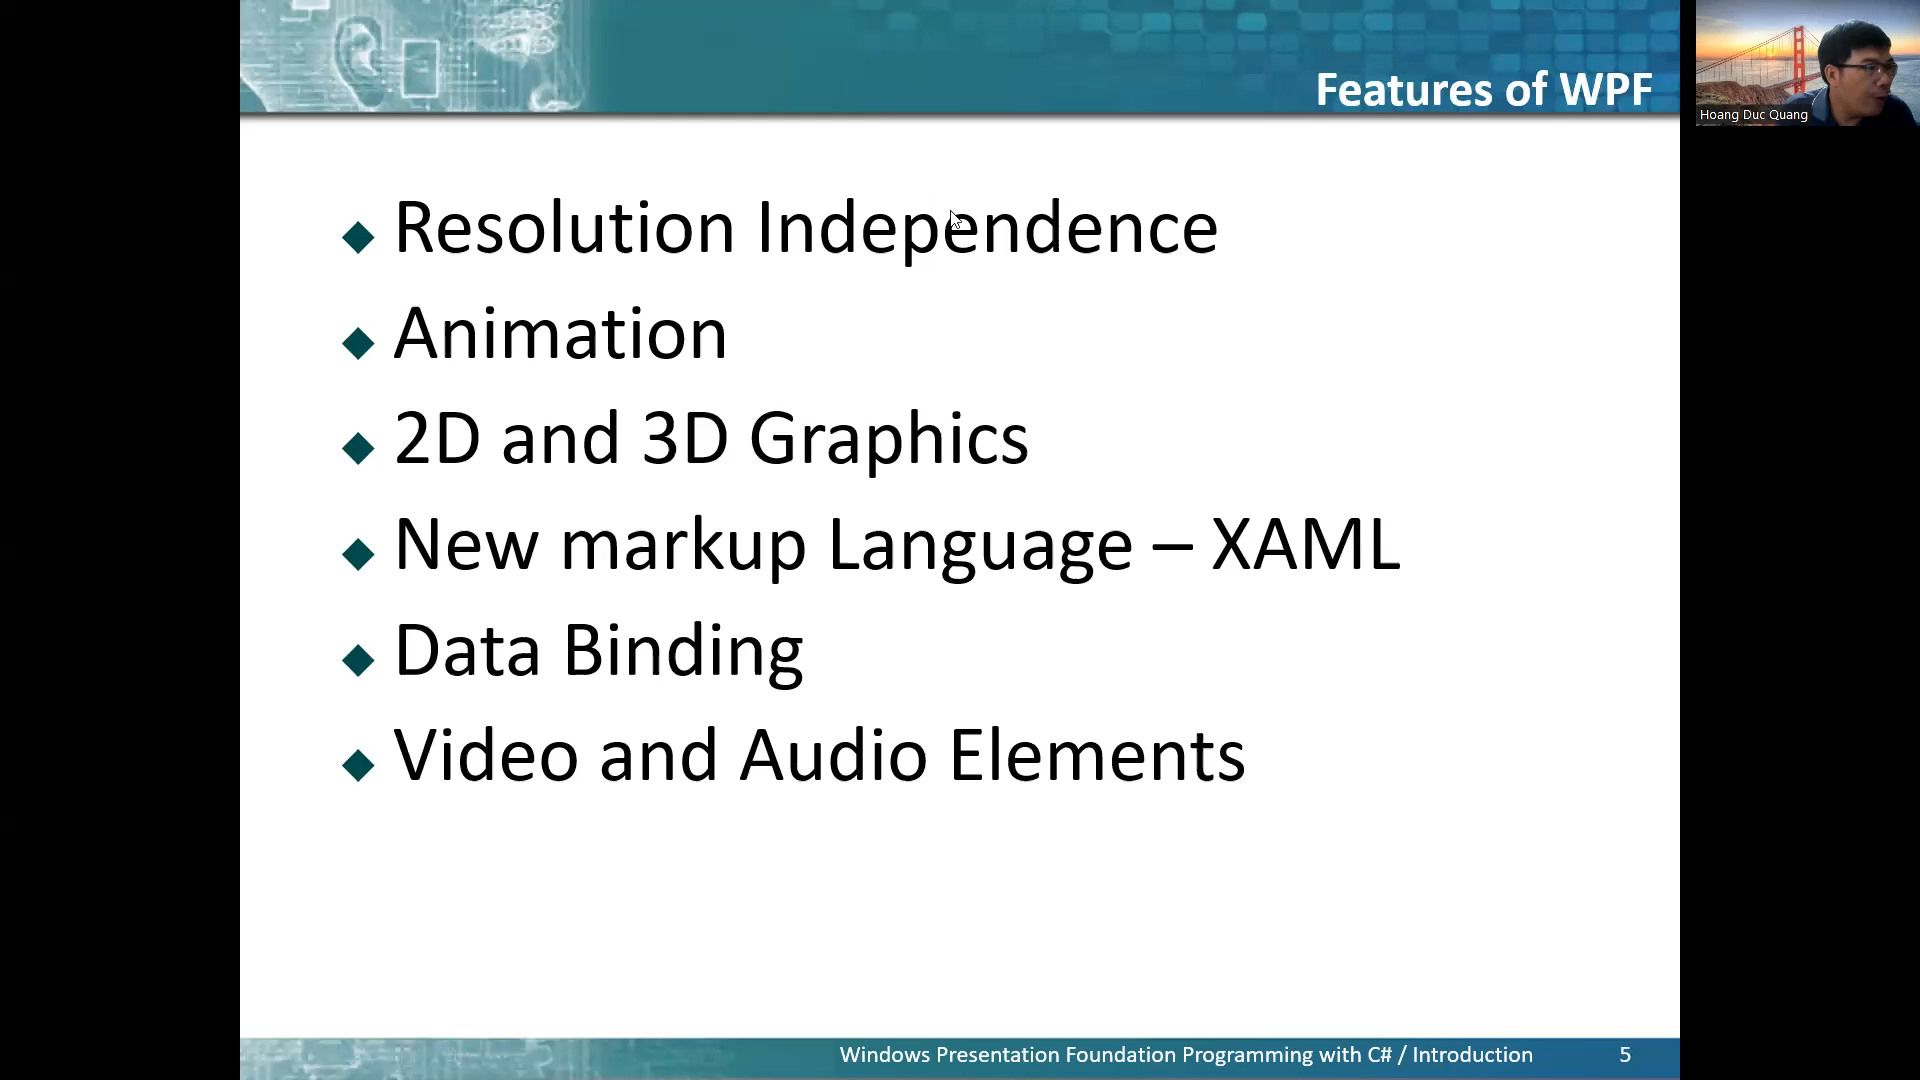 Features of WPF
Hoang Duc Quang
Resolution Independence
Animation
2D and 3D Graphics
New markup Language – XAML
Data Binding
Video and Audio Elements
Windows Presentation Foundation Programming with C# / Introduction
5